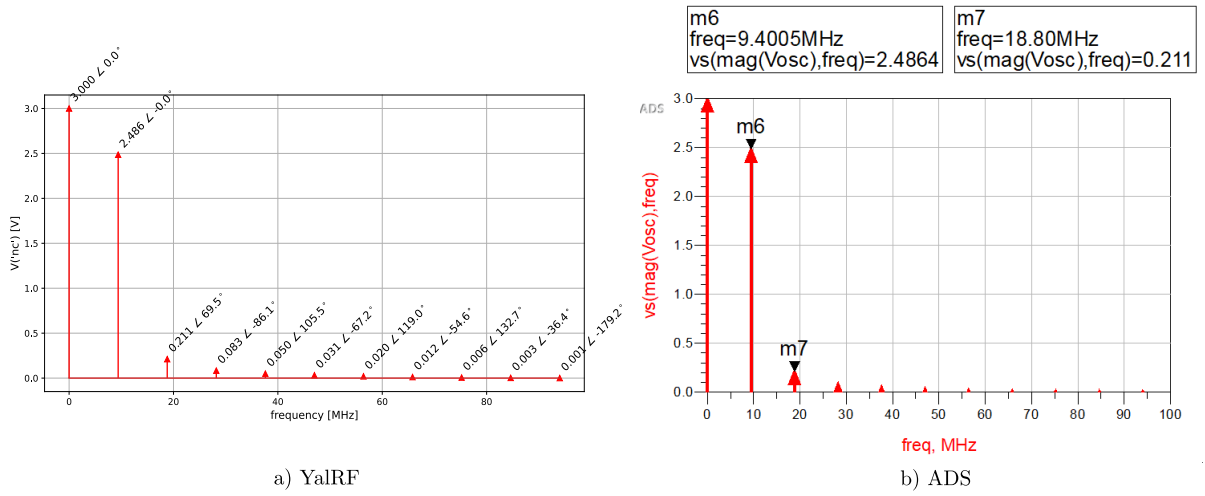 3.000 ∠ 0.0°
2.486 ∠ -0.0°
0.211 ∠ 69.5°
0.083 ∠ -86.1°
0.050 ∠ 105.5°
0.031 ∠ -67.2°
0.020 ∠ 119.0°
0.012 ∠ -54.6°
0.006 ∠ 132.7°
0.003 ∠ -36.4°
0.001 ∠ -179.2°
V('nc') [V]
3.0
2.5
2.0
1.5
1.0
0.5
0.0
0 20 40 60 80
frequency [MHz]
a) YalRF
m6
freq=9.4005MHz
vs(mag(Vosc),freq)=2.4864
m7
freq=18.80MHz
vs(mag(Vosc),freq)=0.211
ADS
m6
m7
vs(mag(Vosc),freq)
3.0
2.5
2.0
1.5
1.0
0.5
0.0
0 10 20 30 40 50 60 70 80 90 100
freq, MHz
b) ADS